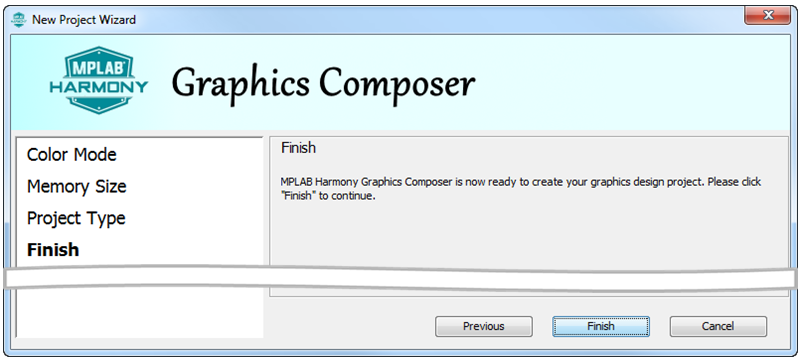 New Project Wizard
MPLAB®
HARMONY
Graphics Composer
Color Mode
Memory Size
Project Type
Finish
Finish
MPLAB Harmony Graphics Composer is now ready to create your graphics design project. Please click
"Finish" to continue.
Previous
Finish
Cancel